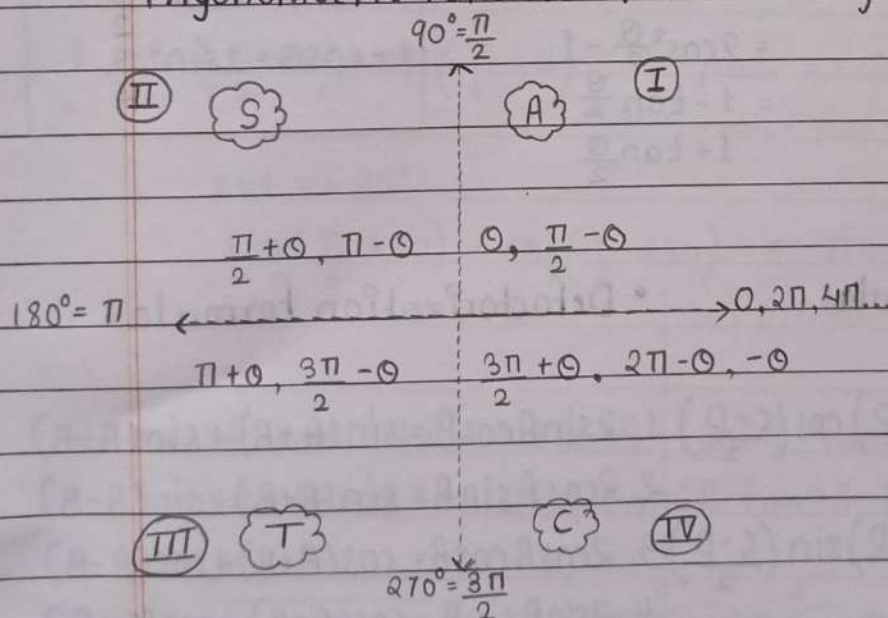 90° = π/2
II S A I
π/2 + θ, π - θ θ, π/2 - θ
180° = π 0, 2π, 4π...
π + θ, 3π/2 - θ 3π/2 + θ, 2π - θ, -θ
III T C IV
270° = 3π/2